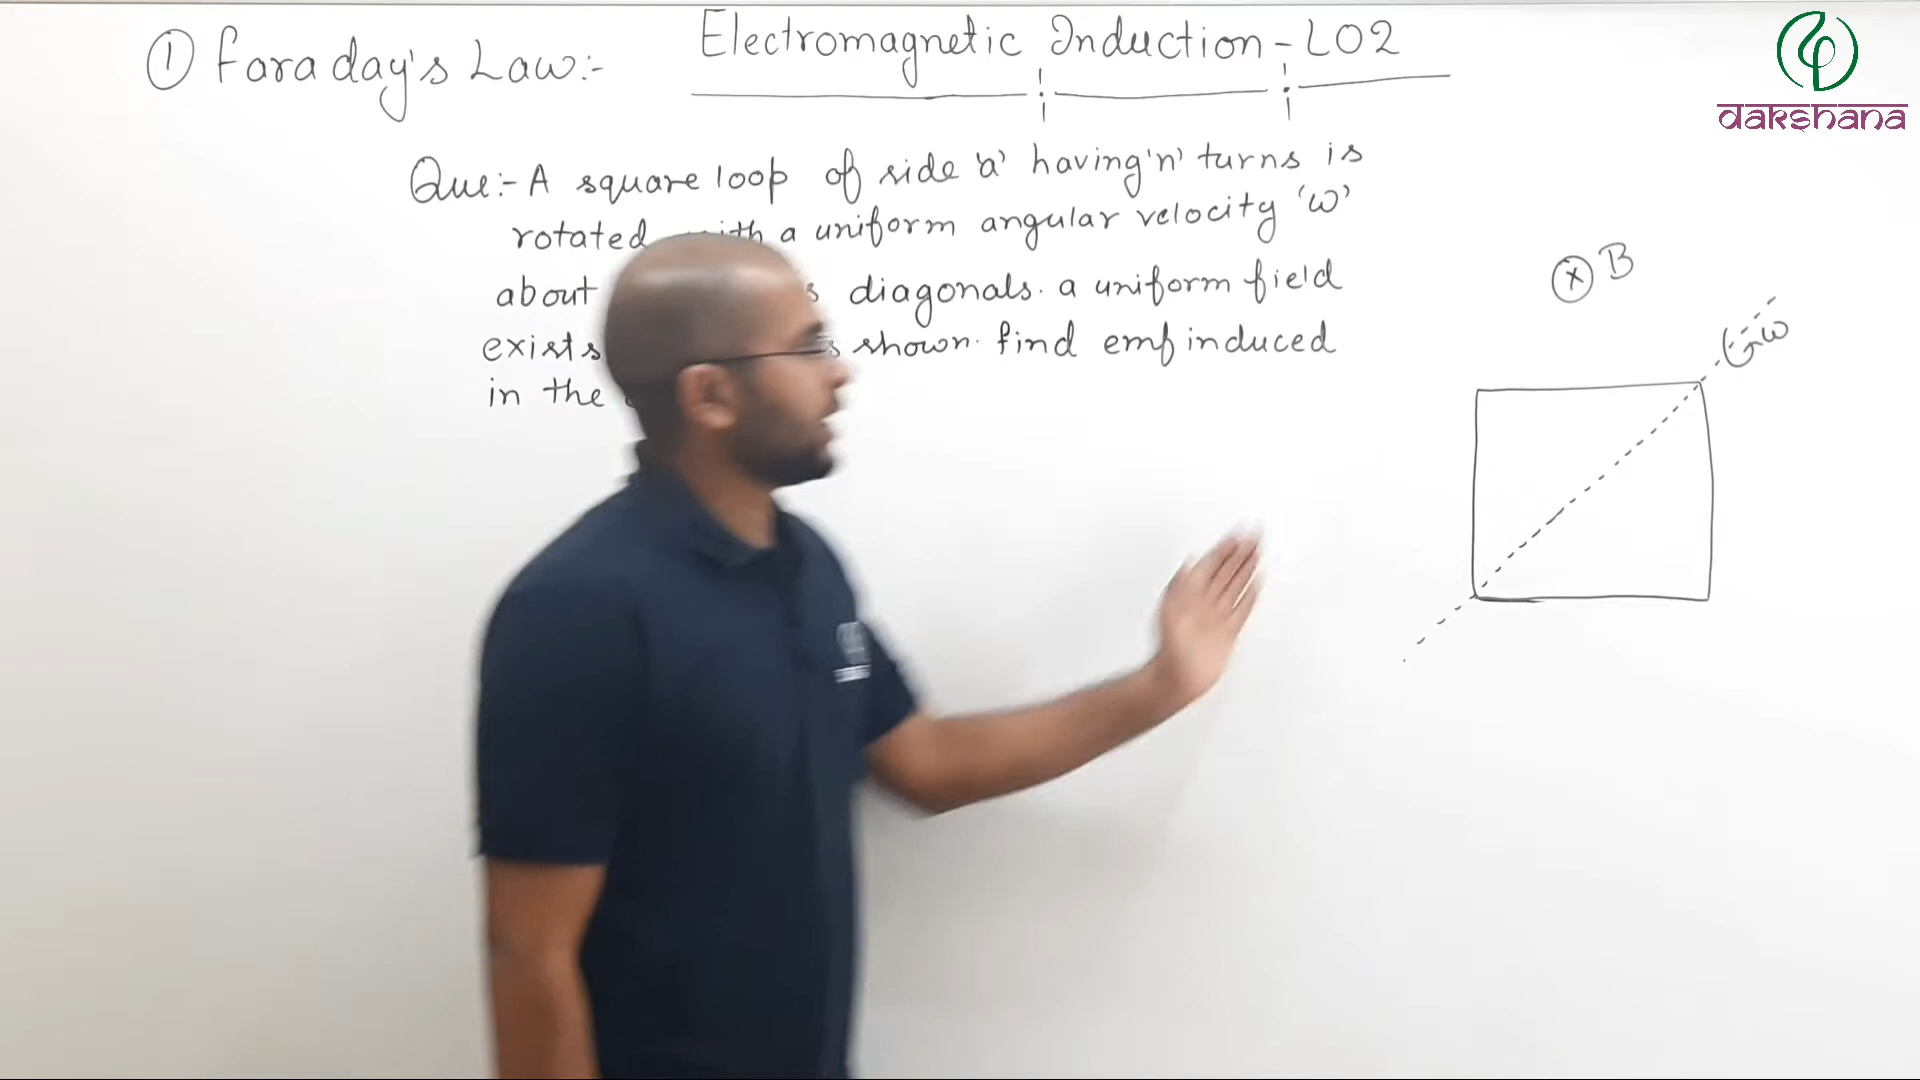 ① Faraday's Law:-
Electromagnetic Induction - L02
dakshana
Que:- A square loop of side 'a' having 'n' turns is
rotated with a uniform angular velocity 'ω'
about diagonals. a uniform field
exists shown. find emf induced
in the
⊗ B
ω